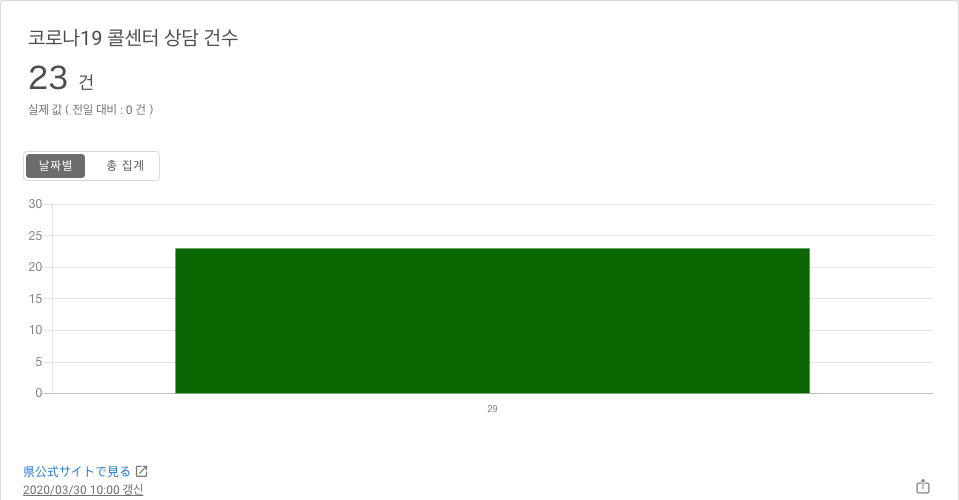 코로나19 콜센터 상담 건수
23 건
실제 값 ( 전일 대비 : 0 건 )
날짜별 총 집계
30
25
20
15
10
5
0
29
県公式サイトで見る
2020/03/30 10:00 갱신